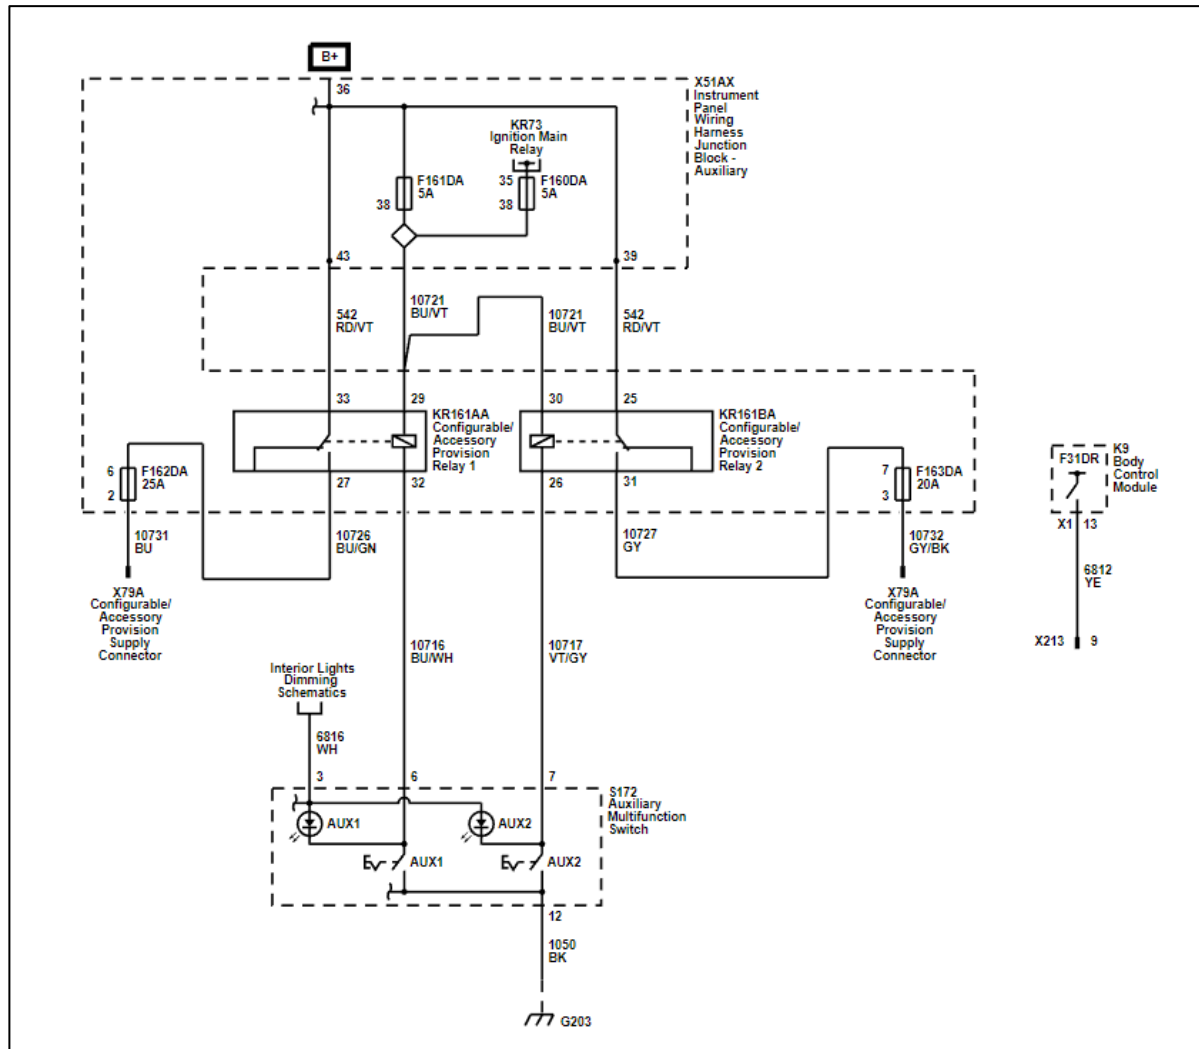 B+
36
X51AX
Instrument
Panel
Wiring
Harness
Junction
Block -
Auxiliary
KR73
Ignition Main
Relay
F161DA
5A
38
35
F160DA
5A
38
43
39
542
RD/VT
10721
BU/VT
10721
BU/VT
542
RD/VT
33
29
30
25
KR161AA
Configurable/
Accessory
Provision
Relay 1
KR161BA
Configurable/
Accessory
Provision
Relay 2
27
32
26
31
6
F162DA
2
25A
7
F163DA
3
20A
F31DR
K9
Body
Control
Module
X1
13
10731
BU
10726
BU/GN
10727
GY
10732
GY/BK
6812
YE
X79A
Configurable/
Accessory
Provision
Supply
Connector
X79A
Configurable/
Accessory
Provision
Supply
Connector
X213
9
10716
BU/WH
10717
VT/GY
Interior Lights
Dimming
Schematics
6816
WH
3
6
7
S172
Auxiliary
Multifunction
Switch
AUX1
AUX2
AUX1
AUX2
12
1050
BK
G203